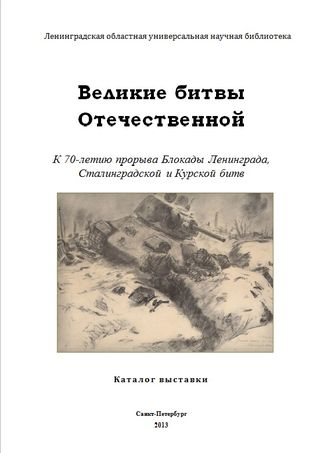 Ленинградская областная универсальная научная библиотека
Великие битвы
Отечественной
К 70-летию прорыва Блокады Ленинграда,
Сталинградской и Курской битв
Каталог выставки
Санкт-Петербург
2013